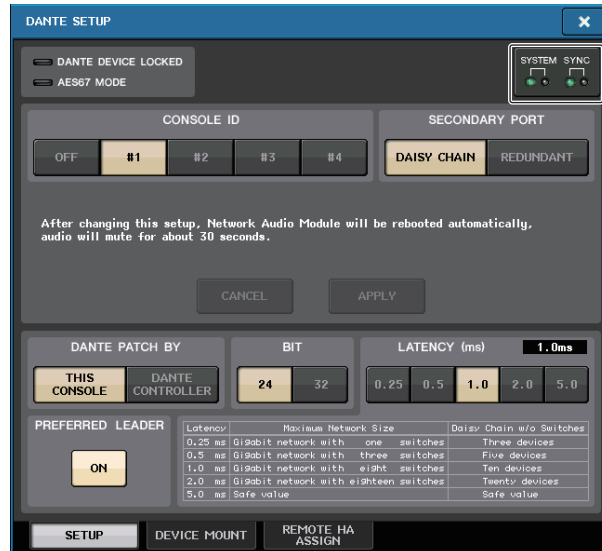 DANTE SETUP
DANTE DEVICE LOCKED
AES67 MODE
SYSTEM SYNC
CONSOLE ID
OFF #1 #2 #3 #4
SECONDARY PORT
DAISY CHAIN REDUNDANT
After changing this setup, Network Audio Module will be rebooted automatically,
audio will mute for about 30 seconds.
CANCEL APPLY
DANTE PATCH BY
THIS CONSOLE DANTE CONTROLLER
BIT
24 32
LATENCY (ms) 1.0ms
0.25 0.5 1.0 2.0 5.0
PREFERRED LEADER
ON
Latency Maximum Network Size Daisy Chain w/o Switches
0.25 ms Gigabit network with one switches Three devices
0.5 ms Gigabit network with three switches Five devices
1.0 ms Gigabit network with eight switches Ten devices
2.0 ms Gigabit network with eighteen switches Twenty devices
5.0 ms Safe value Safe value
SETUP DEVICE MOUNT REMOTE HA ASSIGN